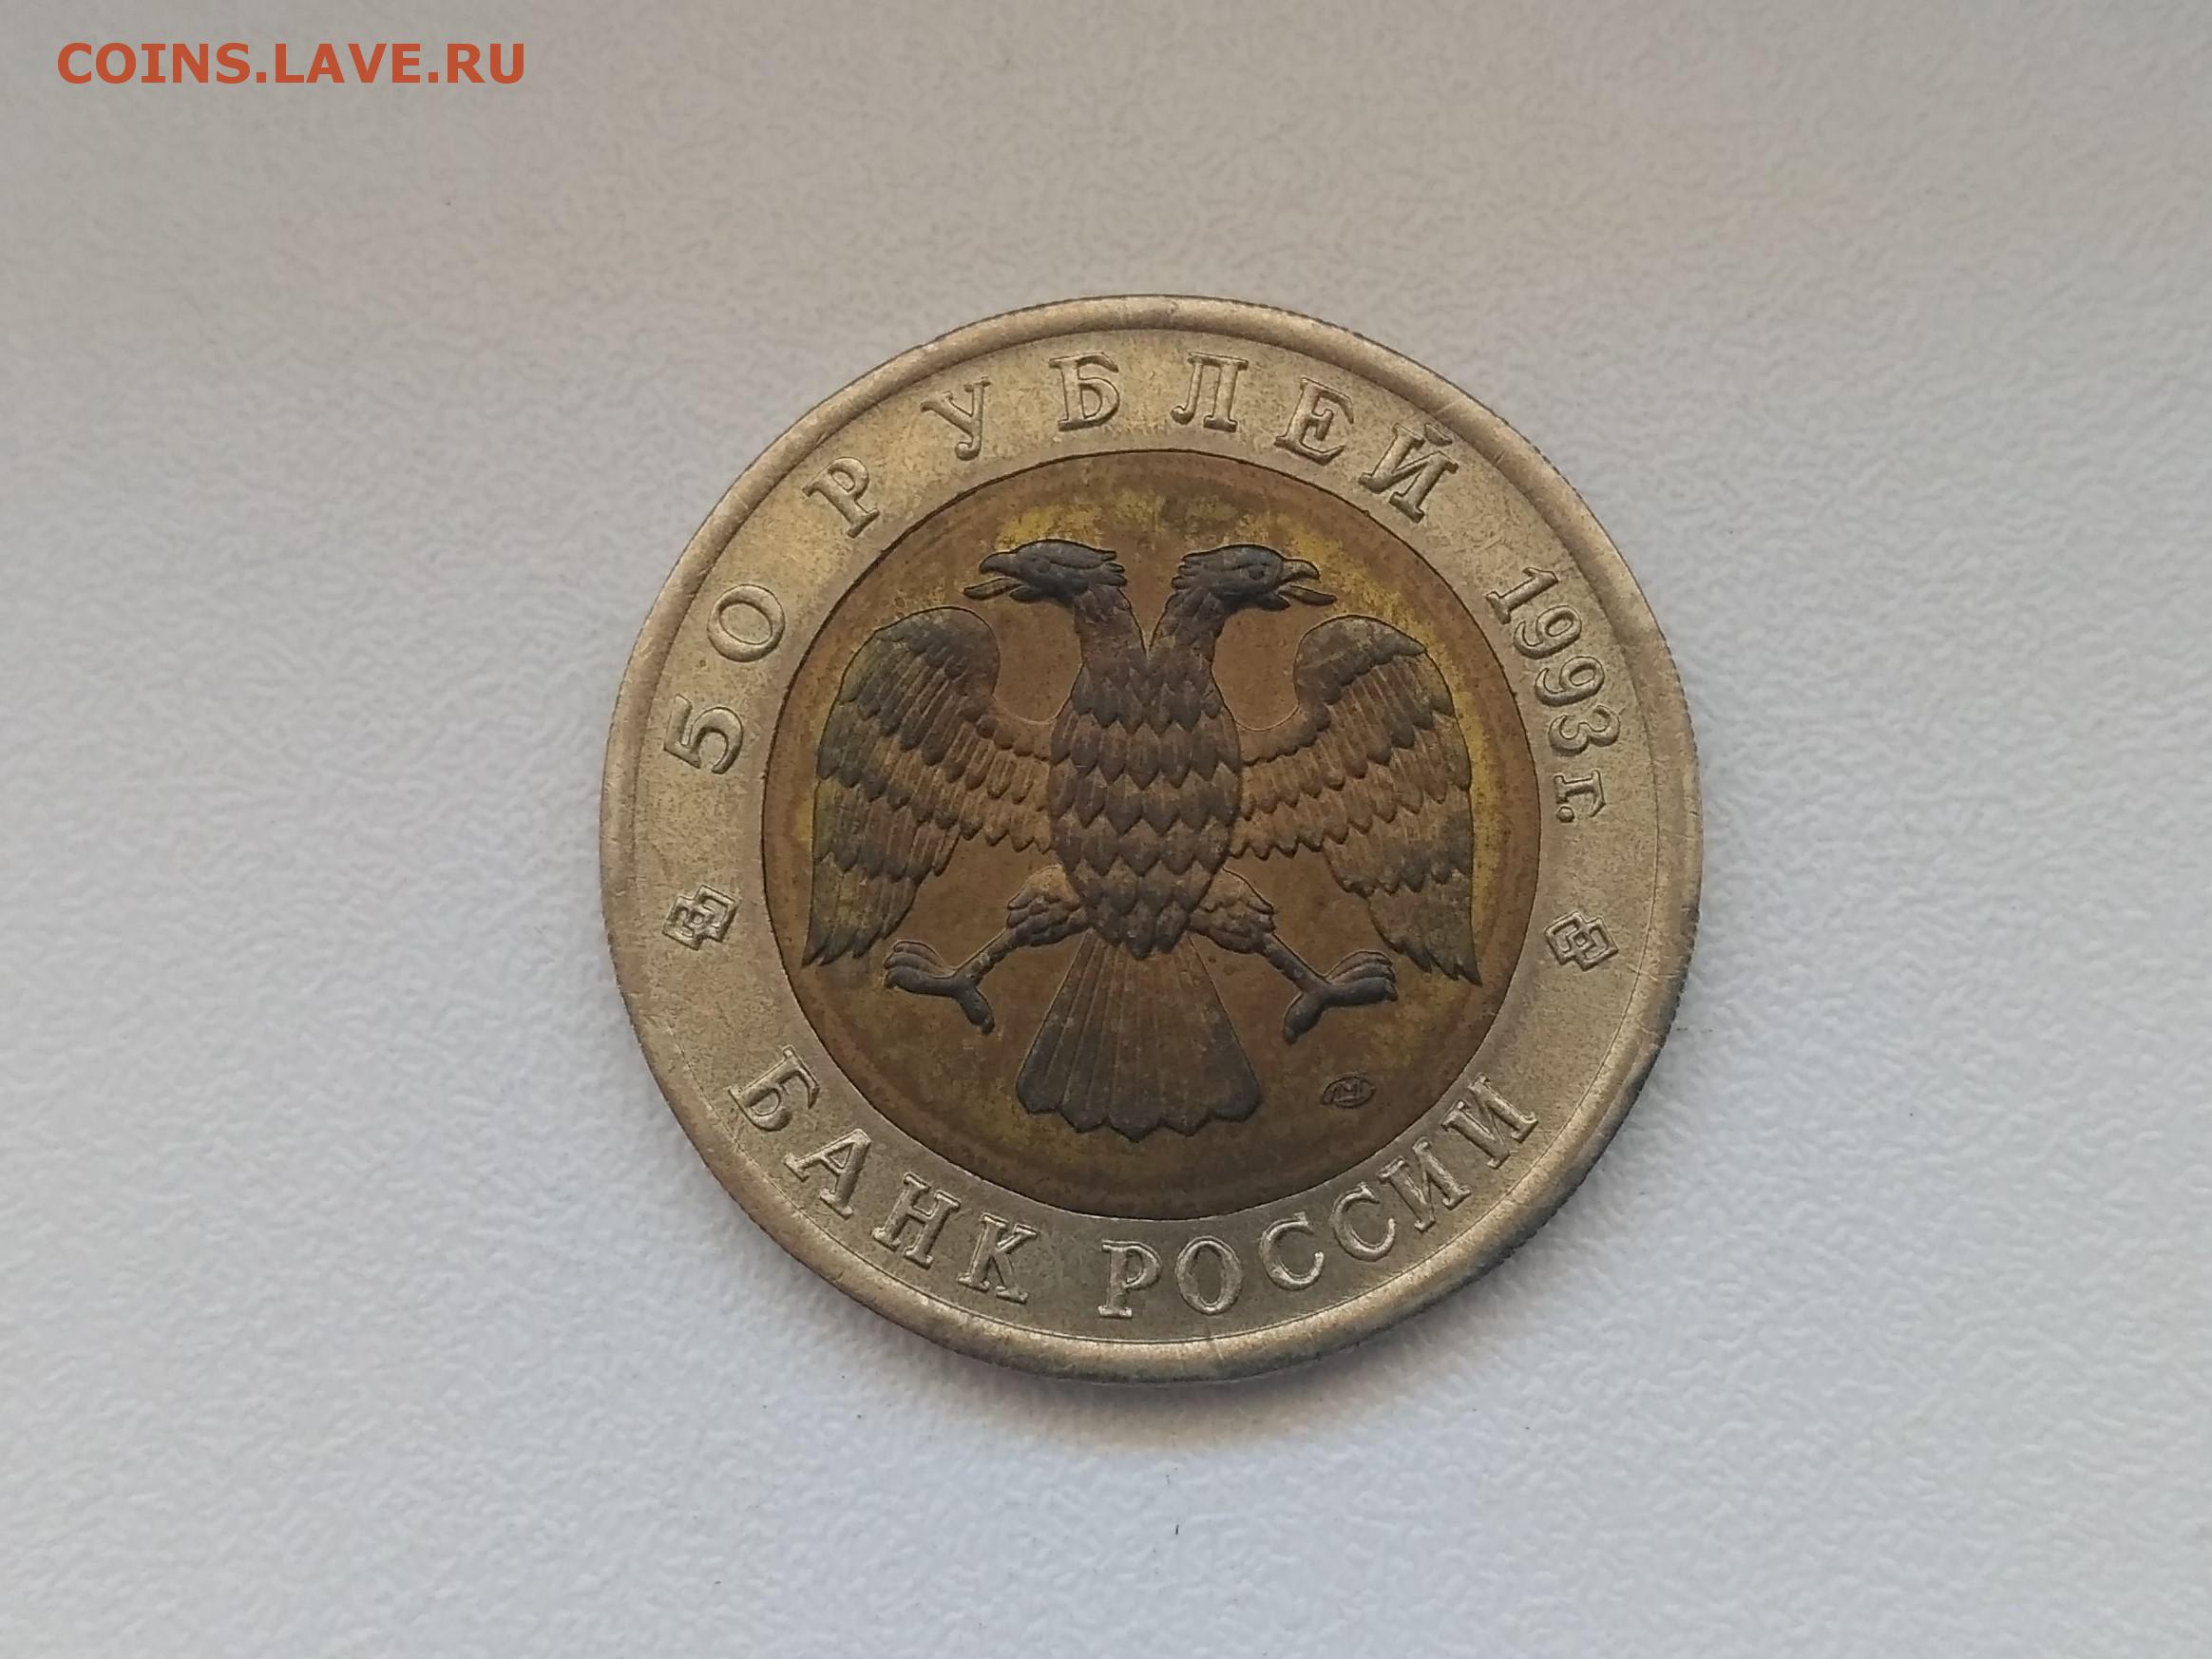 COINS.LAVE.RU
50 РУБЛЕЙ 1993 г.
БАНК РОССИИ